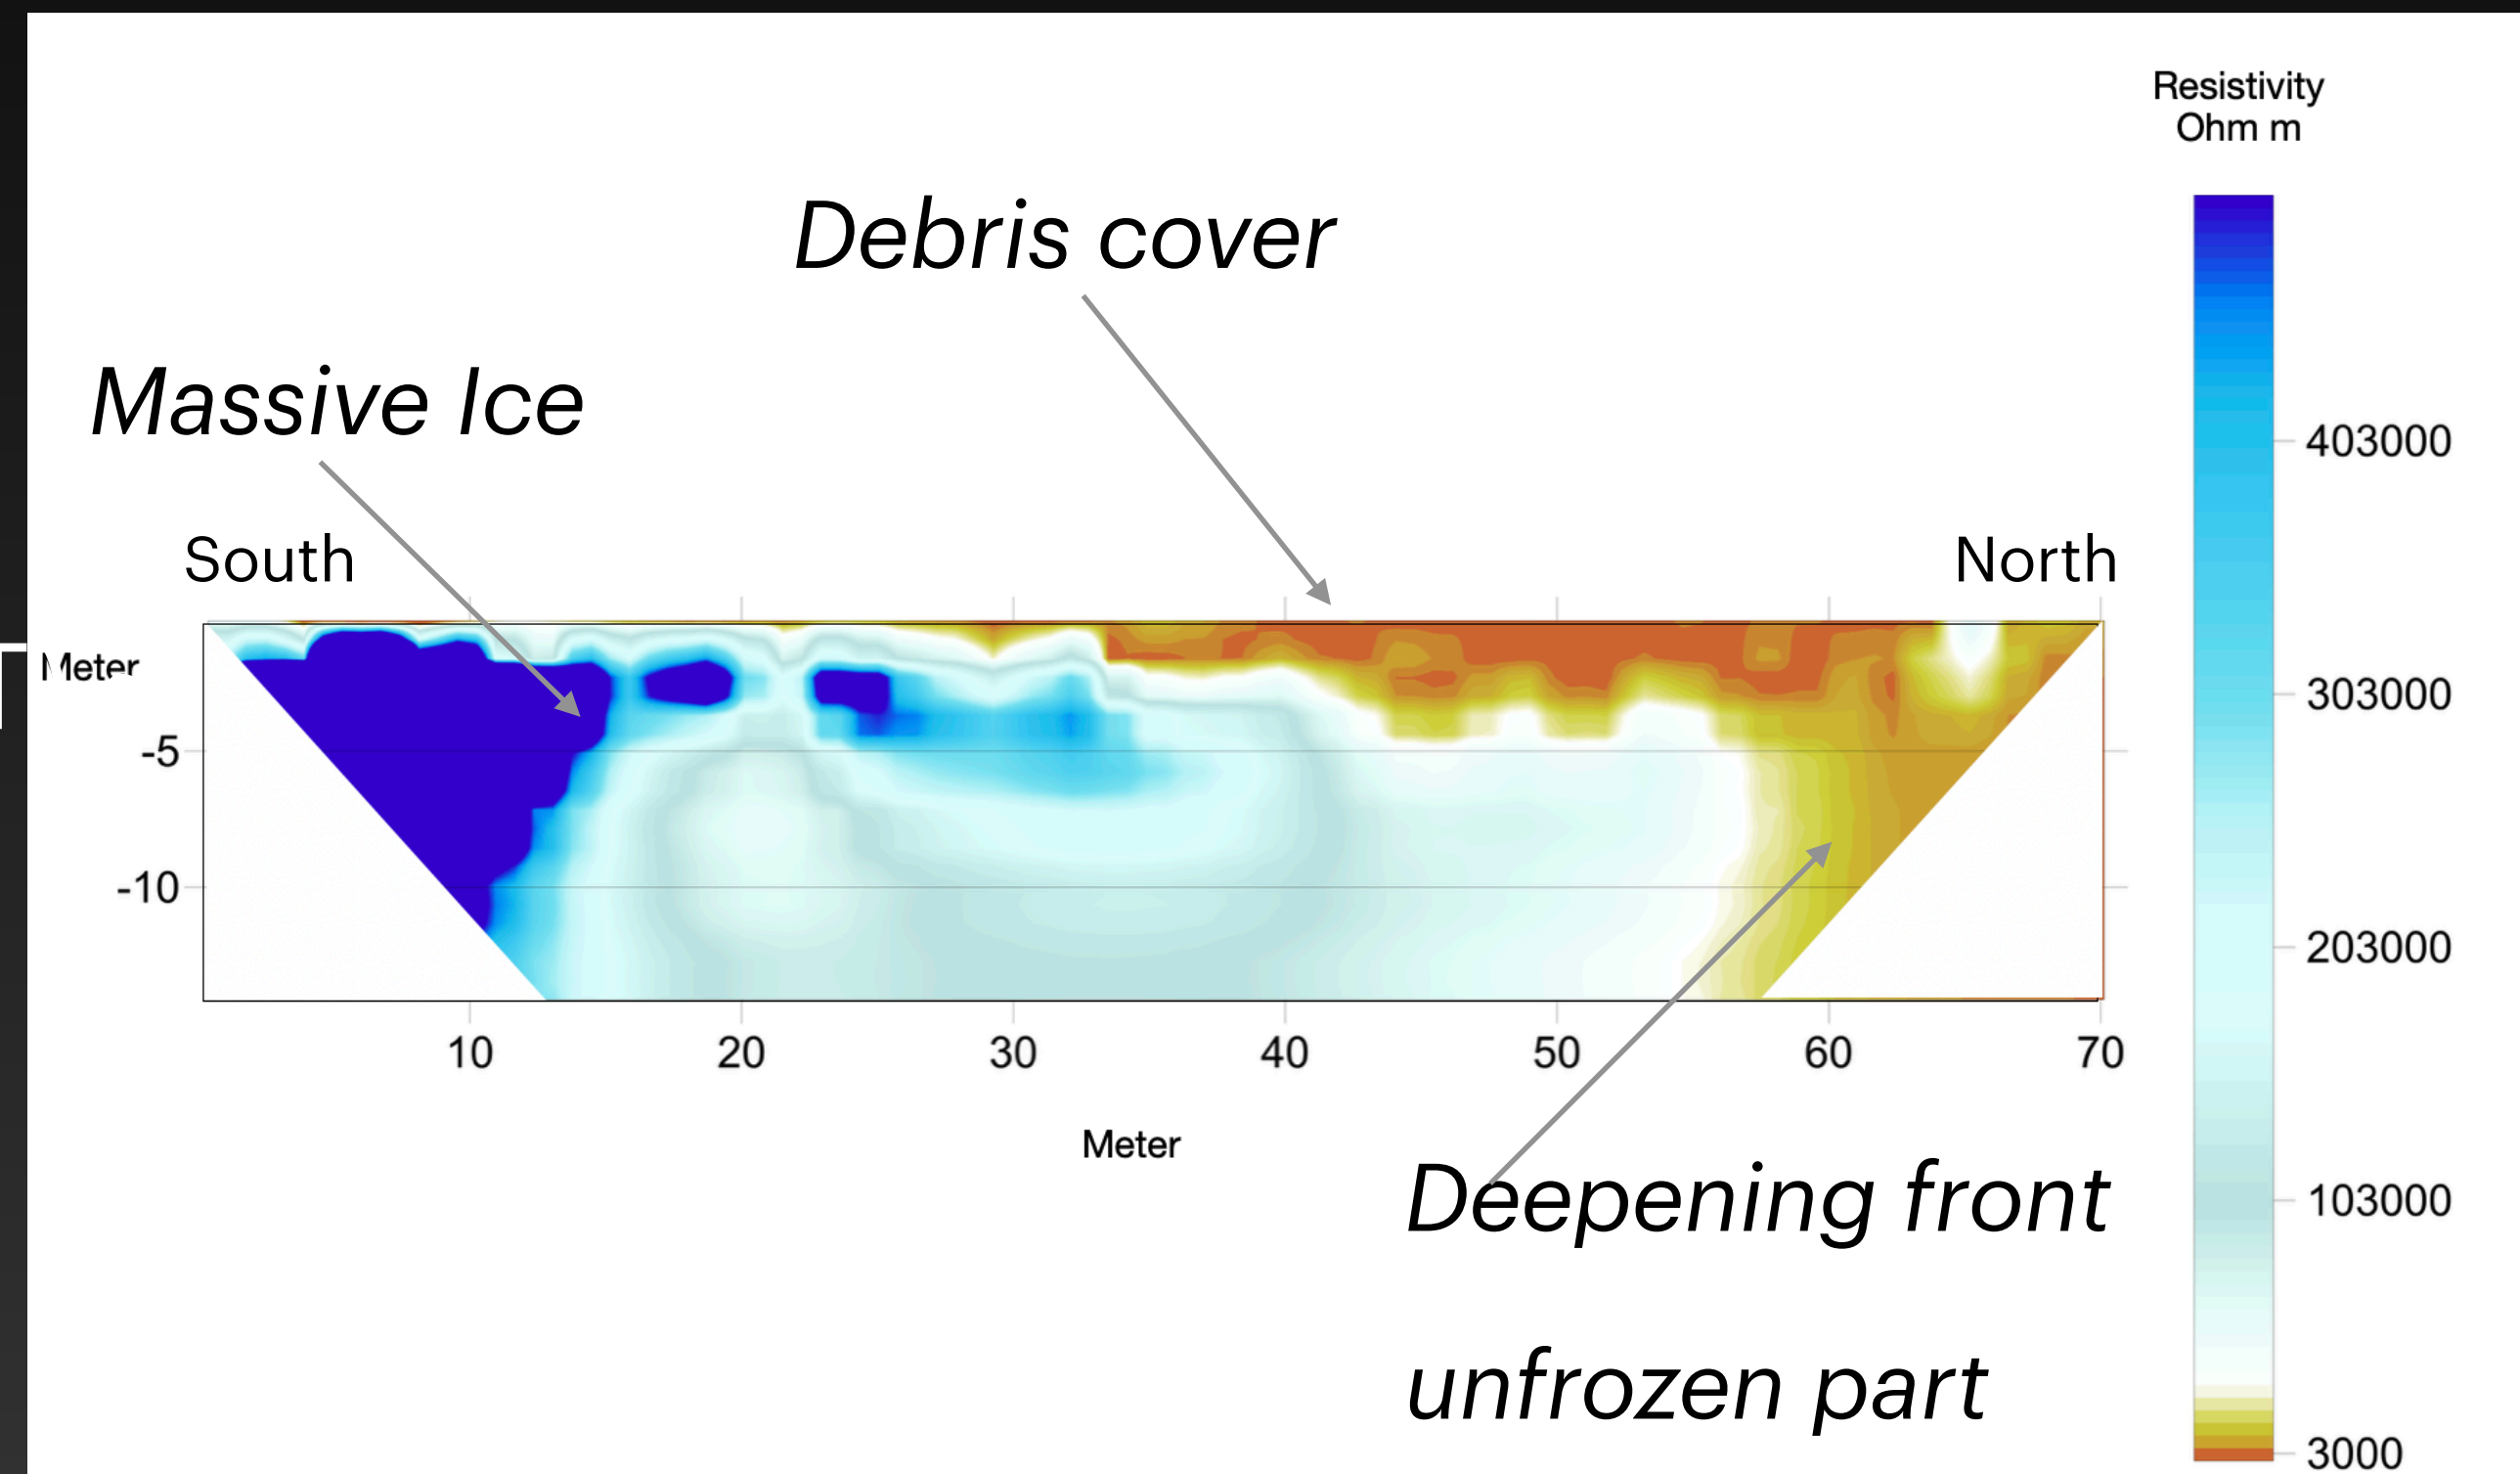 Resistivity
Ohm m
Debris cover
Massive Ice
403000
South
North
Meter
303000
-5
-10
203000
10 20 30 40 50 60 70
Meter
Deepening front
103000
unfrozen part
3000